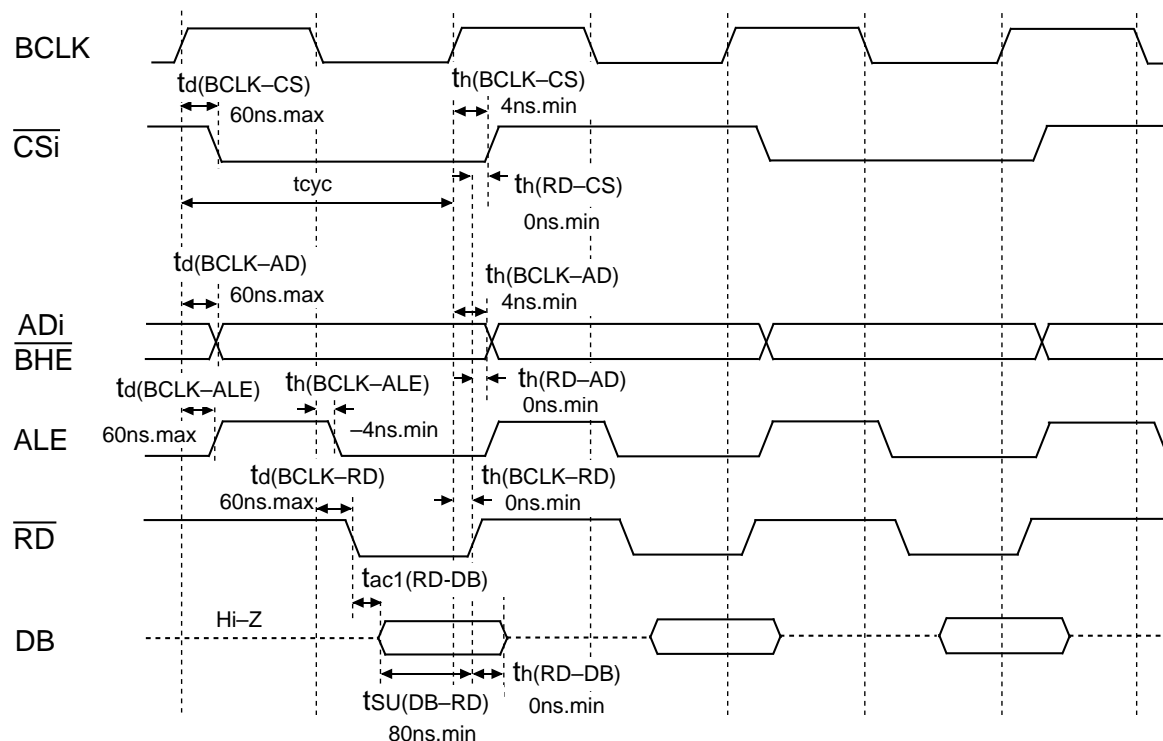 BCLK
td(BCLK–CS)
60ns.max
th(BCLK–CS)
4ns.min
CSi
tcyc
th(RD–CS)
0ns.min
td(BCLK–AD)
60ns.max
th(BCLK–AD)
4ns.min
ADi
BHE
th(RD–AD)
0ns.min
td(BCLK–ALE)
60ns.max
th(BCLK–ALE)
–4ns.min
ALE
td(BCLK–RD)
60ns.max
th(BCLK–RD)
0ns.min
RD
tac1(RD-DB)
Hi–Z
DB
tSU(DB–RD)
80ns.min
th(RD–DB)
0ns.min